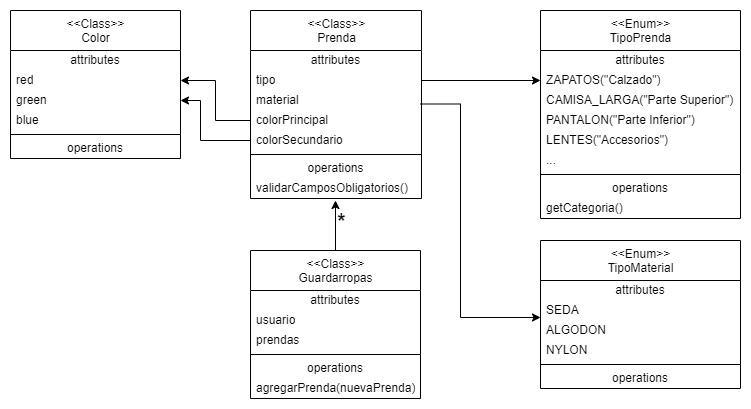 <<Class>>
Color
attributes
red
green
blue
operations
<<Class>>
Prenda
attributes
tipo
material
colorPrincipal
colorSecundario
operations
validarCamposObligatorios()
<<Enum>>
TipoPrenda
attributes
ZAPATOS("Calzado")
CAMISA_LARGA("Parte Superior")
PANTALON("Parte Inferior")
LENTES("Accesorios")
...
operations
getCategoria()
*
<<Class>>
Guardarropas
attributes
usuario
prendas
operations
agregarPrenda(nuevaPrenda)
<<Enum>>
TipoMaterial
attributes
SEDA
ALGODON
NYLON
operations